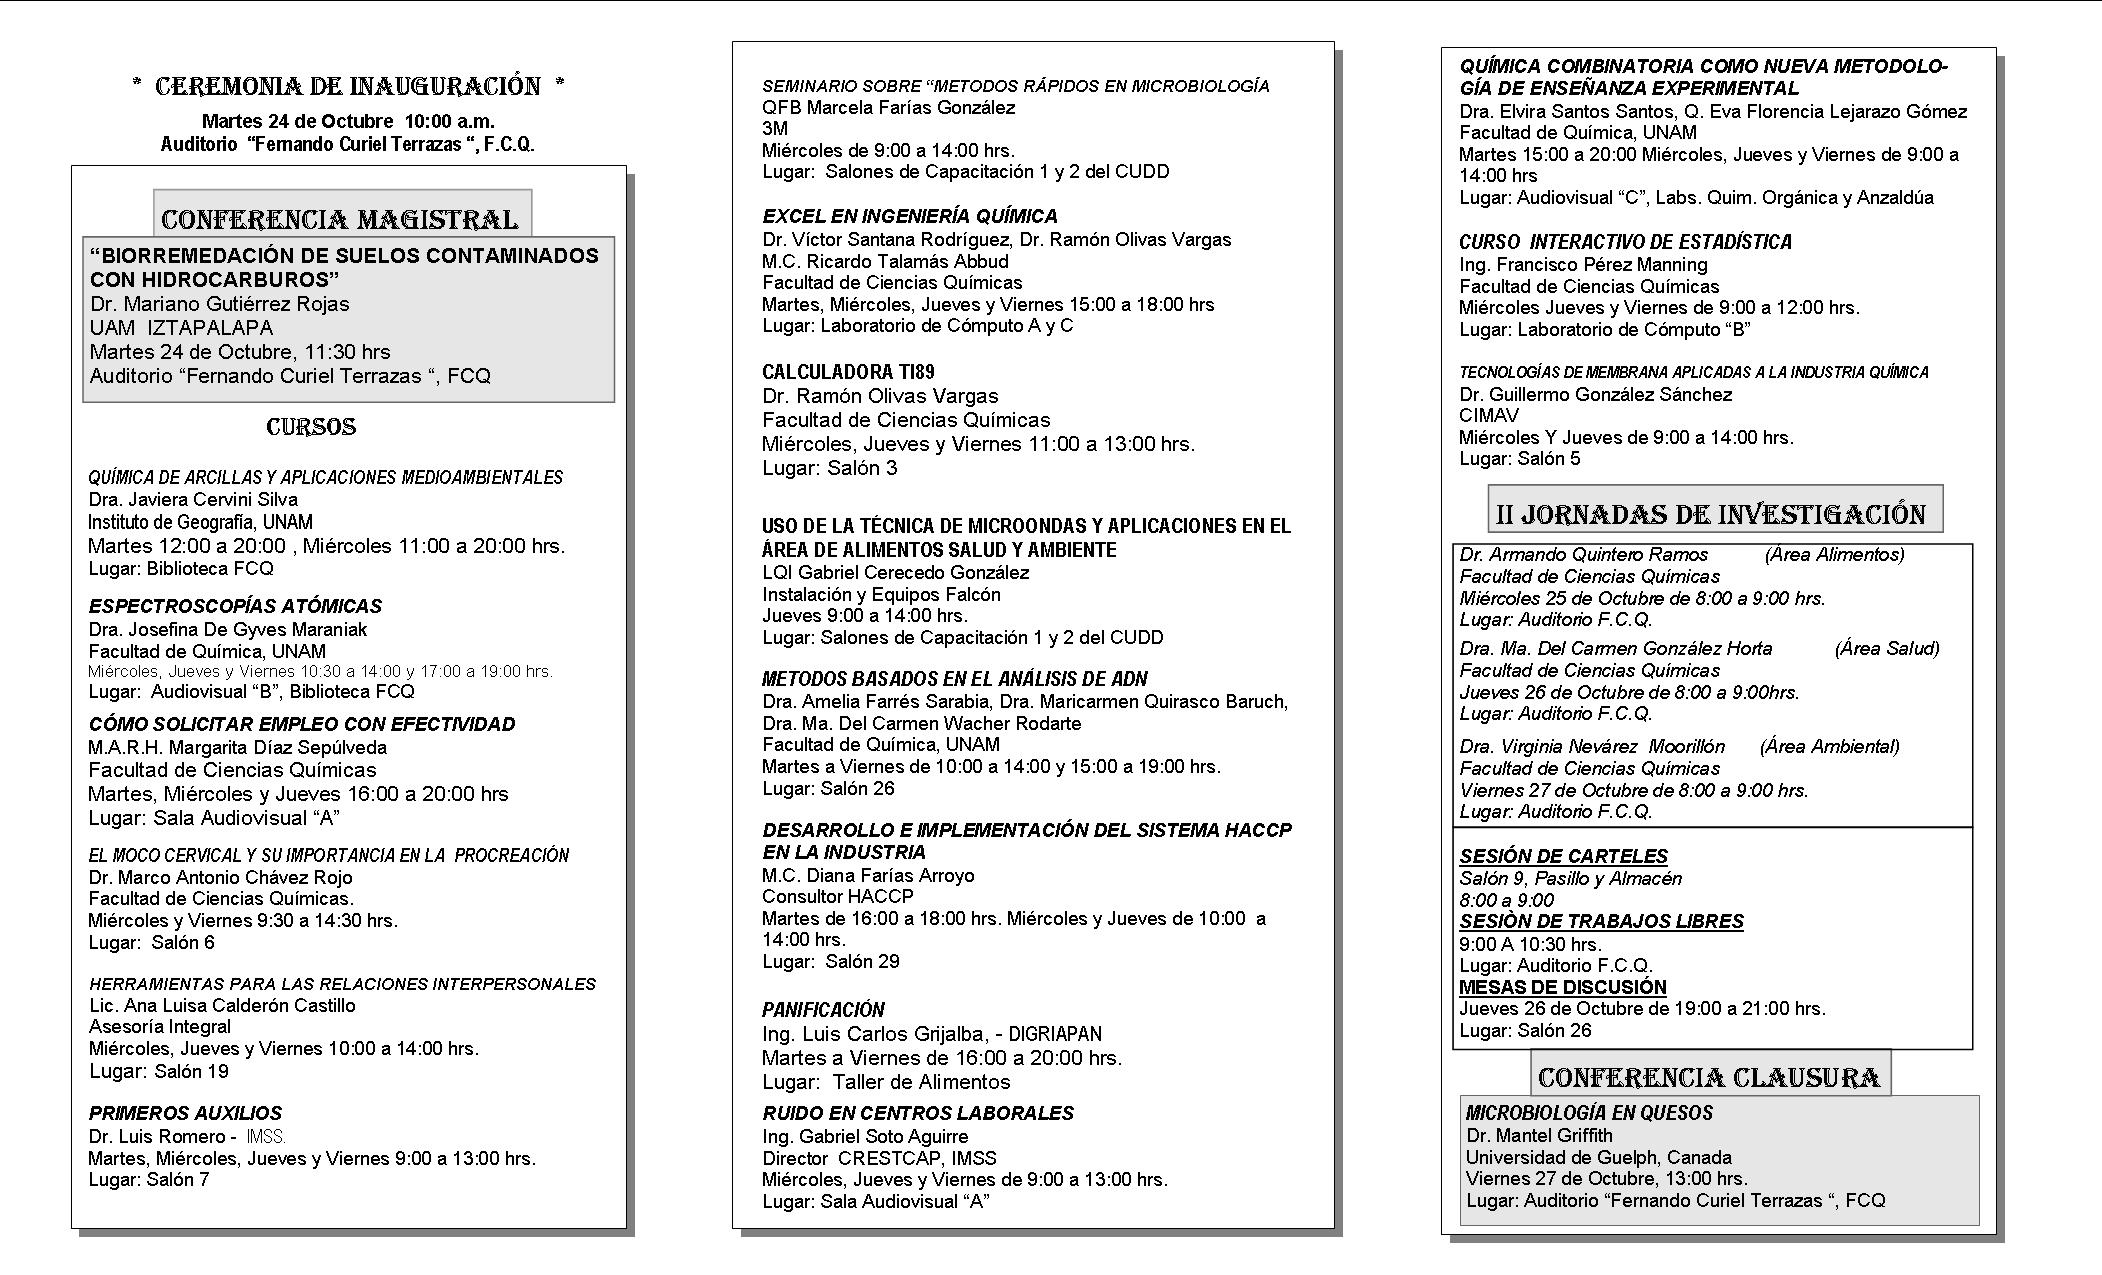 * CEREMONIA DE INAUGURACIÓN *
Martes 24 de Octubre 10:00 a.m.
Auditorio “Fernando Curiel Terrazas “, F.C.Q.
CONFERENCIA MAGISTRAL
“BIORREMEDACIÓN DE SUELOS CONTAMINADOS
CON HIDROCARBUROS”
Dr. Mariano Gutiérrez Rojas
UAM IZTAPALAPA
Martes 24 de Octubre, 11:30 hrs
Auditorio “Fernando Curiel Terrazas “, FCQ
CURSOS
QUÍMICA DE ARCILLAS Y APLICACIONES MEDIOAMBIENTALES
Dra. Javiera Cervini Silva
Instituto de Geografía, UNAM
Martes 12:00 a 20:00 , Miércoles 11:00 a 20:00 hrs.
Lugar: Biblioteca FCQ
ESPECTROSCOPÍAS ATÓMICAS
Dra. Josefina De Gyves Maraniak
Facultad de Química, UNAM
Miércoles, Jueves y Viernes 10:30 a 14:00 y 17:00 a 19:00 hrs.
Lugar: Audiovisual “B”, Biblioteca FCQ
CÓMO SOLICITAR EMPLEO CON EFECTIVIDAD
M.A.R.H. Margarita Díaz Sepúlveda
Facultad de Ciencias Químicas
Martes, Miércoles y Jueves 16:00 a 20:00 hrs
Lugar: Sala Audiovisual “A”
EL MOCO CERVICAL Y SU IMPORTANCIA EN LA PROCREACIÓN
Dr. Marco Antonio Chávez Rojo
Facultad de Ciencias Químicas.
Miércoles y Viernes 9:30 a 14:30 hrs.
Lugar: Salón 6
HERRAMIENTAS PARA LAS RELACIONES INTERPERSONALES
Lic. Ana Luisa Calderón Castillo
Asesoría Integral
Miércoles, Jueves y Viernes 10:00 a 14:00 hrs.
Lugar: Salón 19
PRIMEROS AUXILIOS
Dr. Luis Romero - IMSS.
Martes, Miércoles, Jueves y Viernes 9:00 a 13:00 hrs.
Lugar: Salón 7
SEMINARIO SOBRE “METODOS RÁPIDOS EN MICROBIOLOGÍA
QFB Marcela Farías González
3M
Miércoles de 9:00 a 14:00 hrs.
Lugar: Salones de Capacitación 1 y 2 del CUDD
EXCEL EN INGENIERÍA QUÍMICA
Dr. Víctor Santana Rodríguez, Dr. Ramón Olivas Vargas
M.C. Ricardo Talamás Abbud
Facultad de Ciencias Químicas
Martes, Miércoles, Jueves y Viernes 15:00 a 18:00 hrs
Lugar: Laboratorio de Cómputo A y C
CALCULADORA TI89
Dr. Ramón Olivas Vargas
Facultad de Ciencias Químicas
Miércoles, Jueves y Viernes 11:00 a 13:00 hrs.
Lugar: Salón 3
USO DE LA TÉCNICA DE MICROONDAS Y APLICACIONES EN EL
ÁREA DE ALIMENTOS SALUD Y AMBIENTE
LQI Gabriel Cerecedo González
Instalación y Equipos Falcón
Jueves 9:00 a 14:00 hrs.
Lugar: Salones de Capacitación 1 y 2 del CUDD
METODOS BASADOS EN EL ANÁLISIS DE ADN
Dra. Amelia Farrés Sarabia, Dra. Maricarmen Quirasco Baruch,
Dra. Ma. Del Carmen Wacher Rodarte
Facultad de Química, UNAM
Martes a Viernes de 10:00 a 14:00 y 15:00 a 19:00 hrs.
Lugar: Salón 26
DESARROLLO E IMPLEMENTACIÓN DEL SISTEMA HACCP
EN LA INDUSTRIA
M.C. Diana Farías Arroyo
Consultor HACCP
Martes de 16:00 a 18:00 hrs. Miércoles y Jueves de 10:00 a
14:00 hrs.
Lugar: Salón 29
PANIFICACIÓN
Ing. Luis Carlos Grijalba, - DIGRIAPAN
Martes a Viernes de 16:00 a 20:00 hrs.
Lugar: Taller de Alimentos
RUIDO EN CENTROS LABORALES
Ing. Gabriel Soto Aguirre
Director CRESTCAP, IMSS
Miércoles, Jueves y Viernes de 9:00 a 13:00 hrs.
Lugar: Sala Audiovisual “A”
QUÍMICA COMBINATORIA COMO NUEVA METODOLO-
GÍA DE ENSEÑANZA EXPERIMENTAL
Dra. Elvira Santos Santos, Q. Eva Florencia Lejarazo Gómez
Facultad de Química, UNAM
Martes 15:00 a 20:00 Miércoles, Jueves y Viernes de 9:00 a
14:00 hrs
Lugar: Audiovisual “C”, Labs. Quim. Orgánica y Anzaldúa
CURSO INTERACTIVO DE ESTADÍSTICA
Ing. Francisco Pérez Manning
Facultad de Ciencias Químicas
Miércoles Jueves y Viernes de 9:00 a 12:00 hrs.
Lugar: Laboratorio de Cómputo “B”
TECNOLOGÍAS DE MEMBRANA APLICADAS A LA INDUSTRIA QUÍMICA
Dr. Guillermo González Sánchez
CIMAV
Miércoles Y Jueves de 9:00 a 14:00 hrs.
Lugar: Salón 5
II JORNADAS DE INVESTIGACIÓN
Dr. Armando Quintero Ramos (Área Alimentos)
Facultad de Ciencias Químicas
Miércoles 25 de Octubre de 8:00 a 9:00 hrs.
Lugar: Auditorio F.C.Q.
Dra. Ma. Del Carmen González Horta (Área Salud)
Facultad de Ciencias Químicas
Jueves 26 de Octubre de 8:00 a 9:00hrs.
Lugar: Auditorio F.C.Q.
Dra. Virginia Nevárez Moorillón (Área Ambiental)
Facultad de Ciencias Químicas
Viernes 27 de Octubre de 8:00 a 9:00 hrs.
Lugar: Auditorio F.C.Q.
SESIÓN DE CARTELES
Salón 9, Pasillo y Almacén
8:00 a 9:00
SESIÒN DE TRABAJOS LIBRES
9:00 A 10:30 hrs.
Lugar: Auditorio F.C.Q.
MESAS DE DISCUSIÓN
Jueves 26 de Octubre de 19:00 a 21:00 hrs.
Lugar: Salón 26
CONFERENCIA CLAUSURA
MICROBIOLOGÍA EN QUESOS
Dr. Mantel Griffith
Universidad de Guelph, Canada
Viernes 27 de Octubre, 13:00 hrs.
Lugar: Auditorio “Fernando Curiel Terrazas “, FCQ